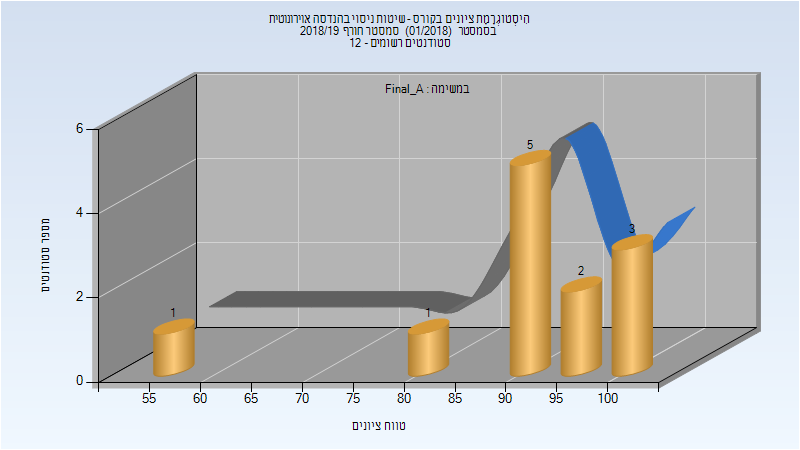 היסטוגרמת ציונים בקורס - שיטות ניסוי בהנדסה אוירונוטית
בסמסטר (01/2018) סמסטר חורף 2018/19
סטודנטים רשומים - 12
במשימה : Final_A
מספר סטודנטים
6
4
2
0
1
1
5
2
3
55 60 65 70 75 80 85 90 95 100
טווח ציונים